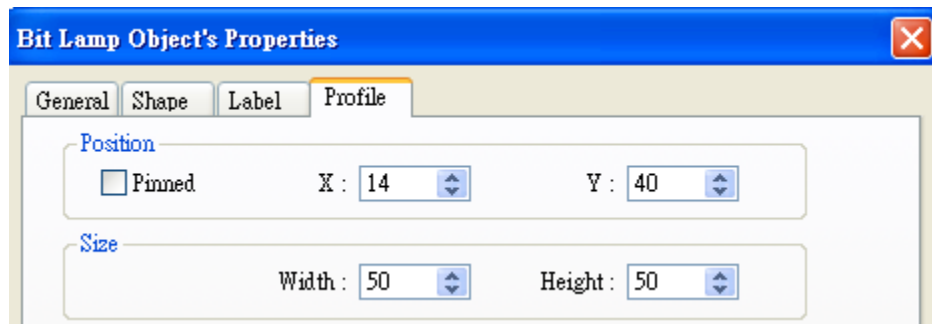 Bit Lamp Object's Properties
General Shape Label Profile
Position
Pinned X : 14 Y : 40
Size
Width : 50 Height : 50